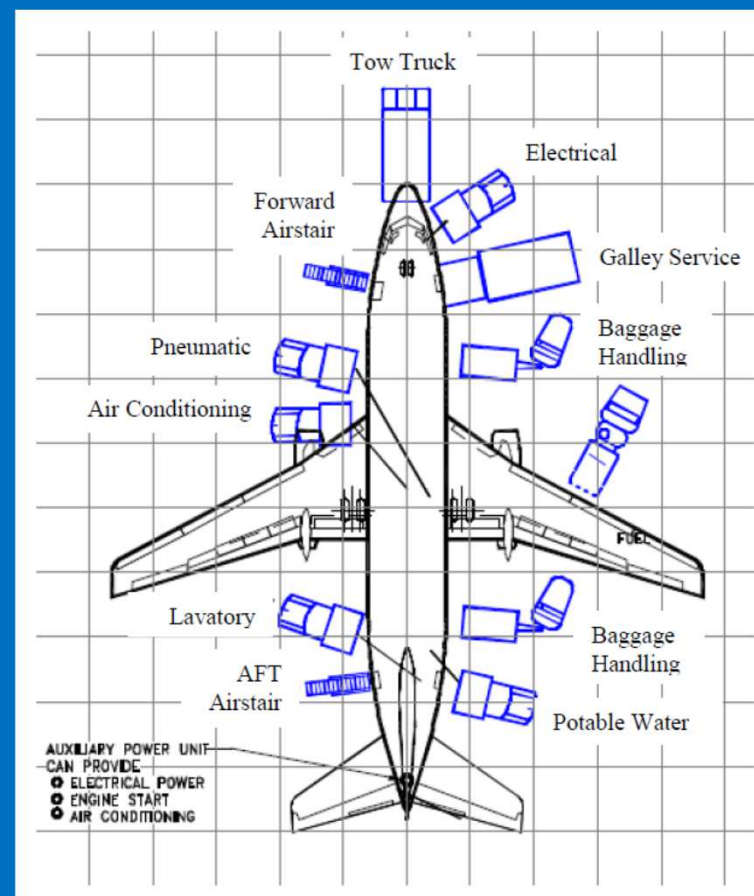 Tow Truck
Electrical
Forward
Airstair
Galley Service
Baggage
Handling
Pneumatic
Air Conditioning
FUEL
Lavatory
Baggage
Handling
AFT
Airstair
Potable Water
AUXILIARY POWER UNIT
CAN PROVIDE
ELECTRICAL POWER
ENGINE START
AIR CONDITIONING